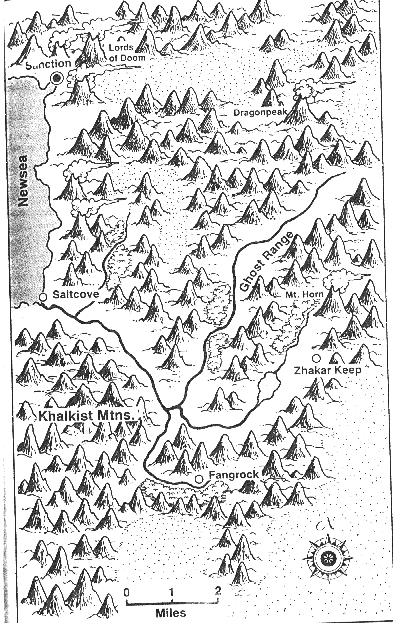 Lords
of Doom
Sanction
Dragonpeak
Newsea
Ghost Range
Mt. Horn
Saltcove
Zhakar Keep
Khalkist Mtns.
Fangrock
0 1 2
Miles